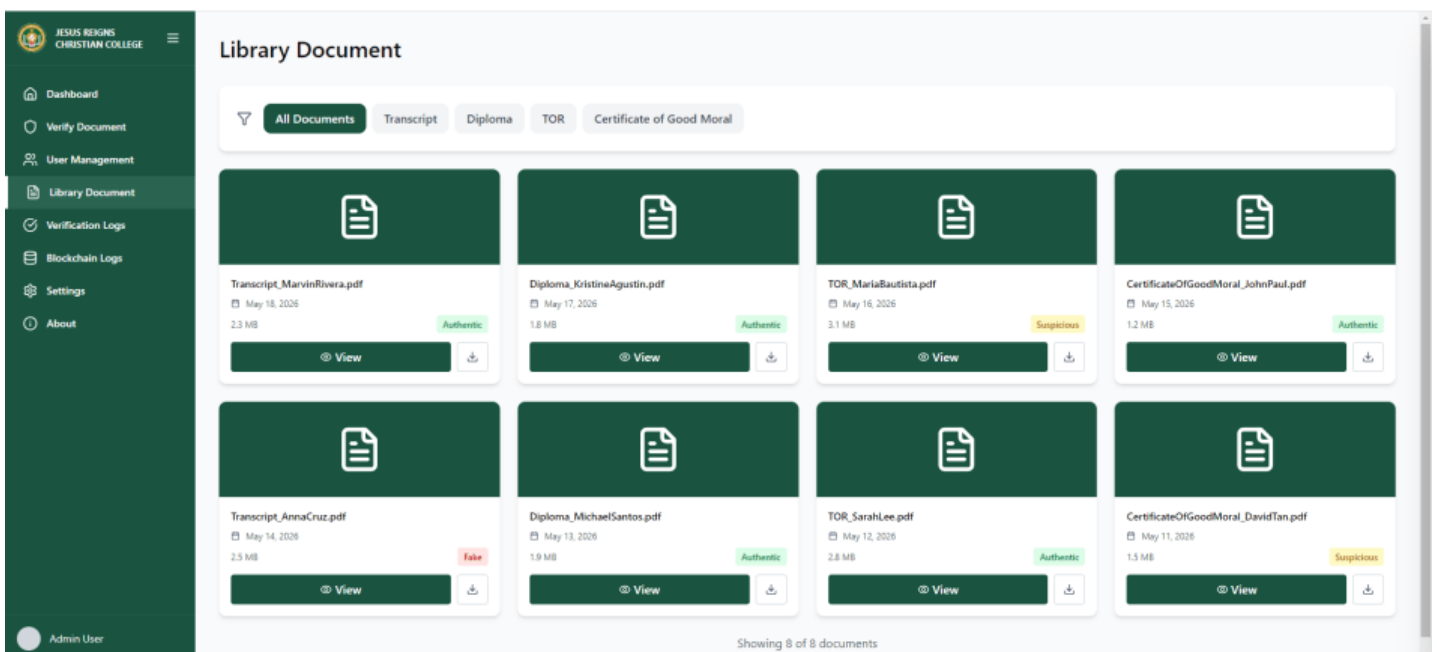 JESUS REIGNS
CHRISTIAN COLLEGE
Dashboard
Verify Document
User Management
Library Document
Verification Logs
Blockchain Logs
Settings
About
Admin User
Library Document
All Documents Transcript Diploma TOR Certificate of Good Moral
Transcript_MarvinRivera.pdf
May 18, 2026
2.3 MB Authentic
View
Diploma_KristineAgustin.pdf
May 17, 2026
1.8 MB Authentic
View
TOR_MariaBautista.pdf
May 16, 2026
3.1 MB Suspicious
View
CertificateOfGoodMoral_JohnPaul.pdf
May 15, 2026
1.2 MB Authentic
View
Transcript_AnnaCruz.pdf
May 14, 2026
2.5 MB Fake
View
Diploma_MichaelSantos.pdf
May 13, 2026
1.9 MB Authentic
View
TOR_SarahLee.pdf
May 12, 2026
2.8 MB Authentic
View
CertificateOfGoodMoral_DavidTan.pdf
May 11, 2026
1.5 MB Suspicious
View
Showing 8 of 8 documents